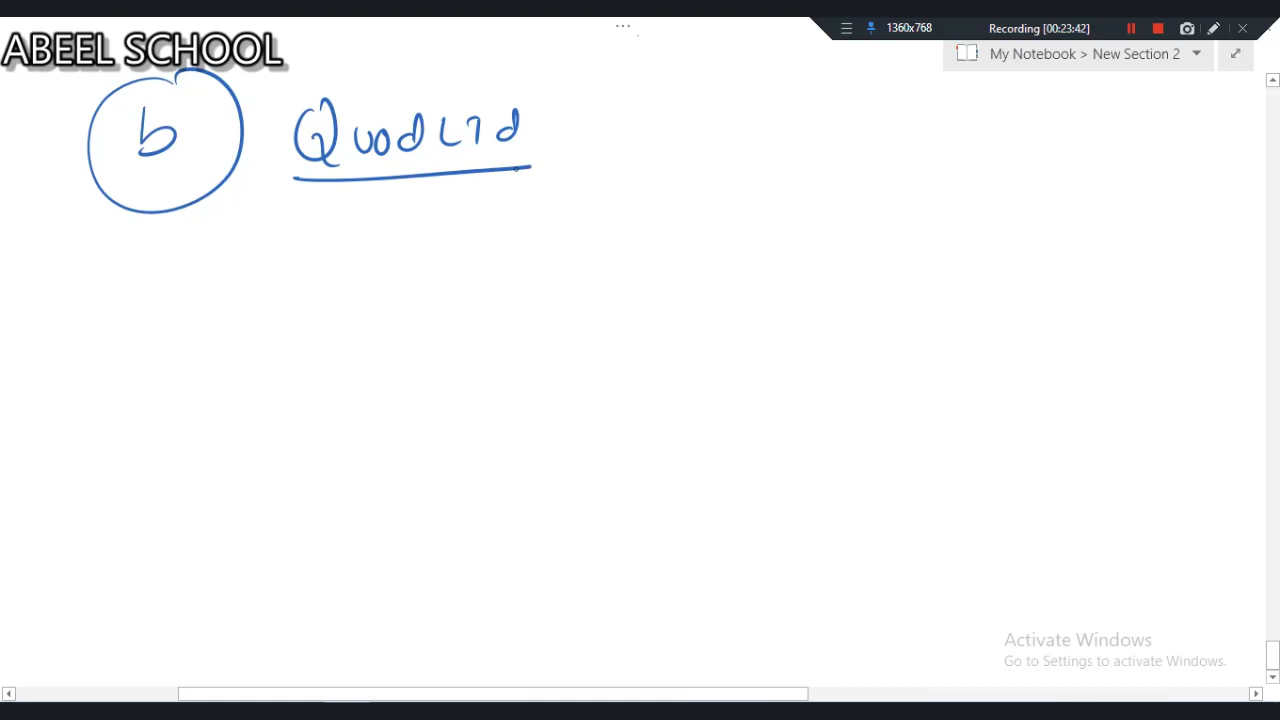 Recording [00:23:42]
1360x768
ABEEL SCHOOL
My Notebook > New Section 2
b QuodLid
Activate Windows
Go to Settings to activate Windows.